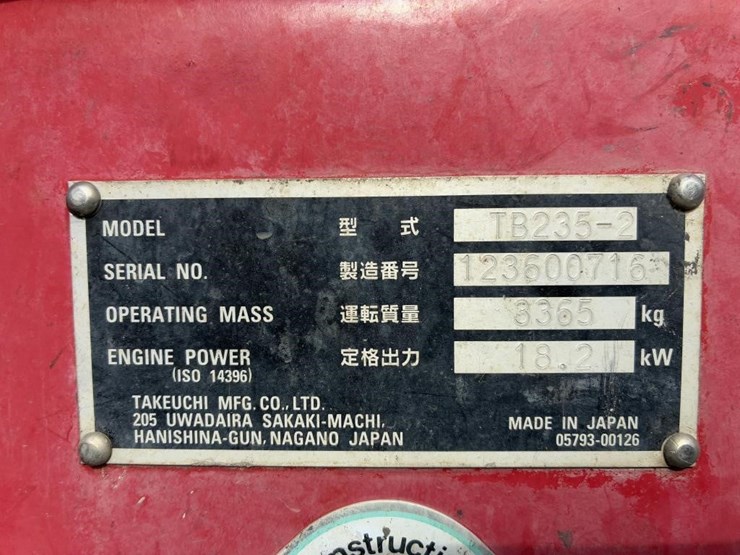 MODEL 型 式 TB235-2
SERIAL NO. 製造番号 123600716
OPERATING MASS 運転質量 3365 kg
ENGINE POWER 定格出力 18.2 kW
(ISO 14396)
TAKEUCHI MFG. CO., LTD.
205 UWADAIRA SAKAKI-MACHI,
HANISHINA-GUN, NAGANO JAPAN
MADE IN JAPAN
05793-00126